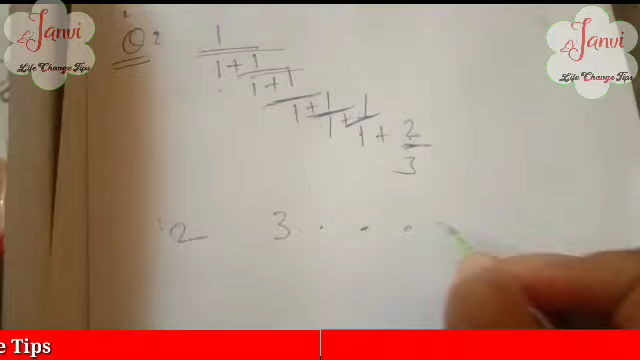 Janvi
Life Change Tips
Janvi
Life Change Tips
Q 2
1
1+1
1+1
1+1
1+1
1+2
3
2 3 . . .
e Tips